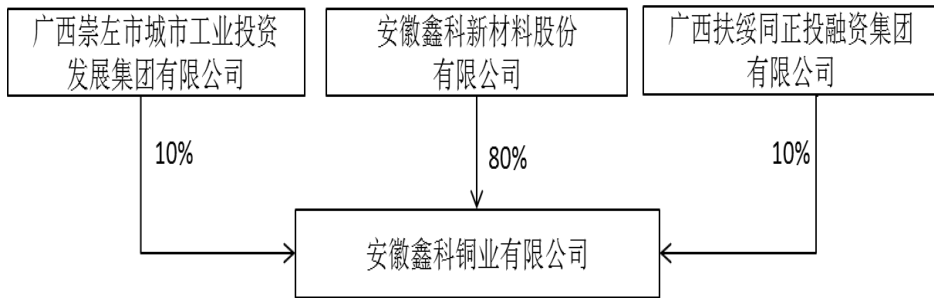 广西崇左市城市工业投资
发展集团有限公司
安徽鑫科新材料股份
有限公司
广西扶绥同正投融资集团
有限公司
10%
80%
10%
安徽鑫科铜业有限公司